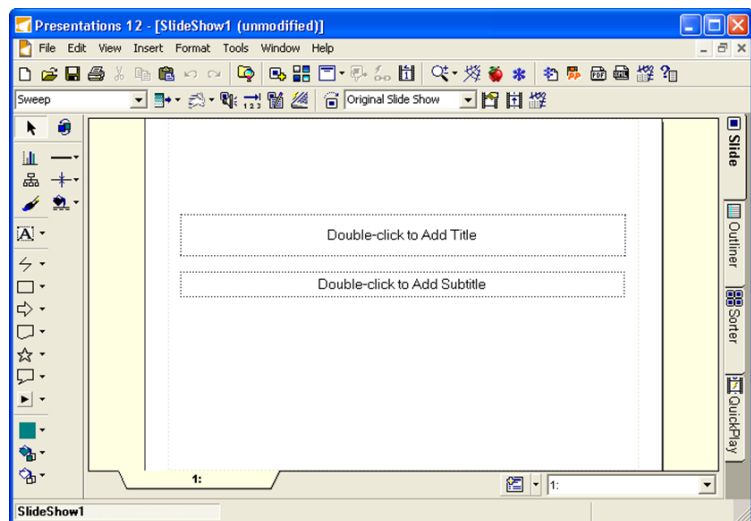 Presentations 12 - [SlideShow1 (unmodified)]
File Edit View Insert Format Tools Window Help
Sweep
Original Slide Show
Slide
Outliner
Sorter
QuickPlay
Double-click to Add Title
Double-click to Add Subtitle
1:
1:
SlideShow1